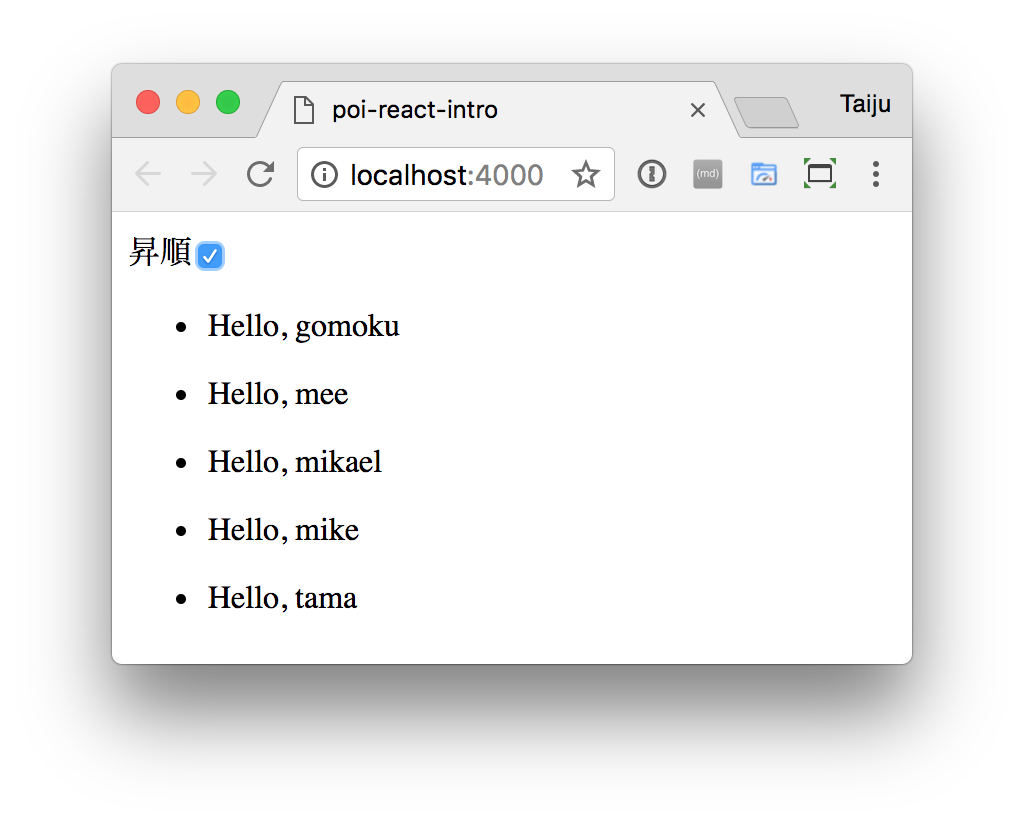 poi-react-intro
Taiju
localhost:4000
(md)
昇順
Hello, gomoku
Hello, mee
Hello, mikael
Hello, mike
Hello, tama